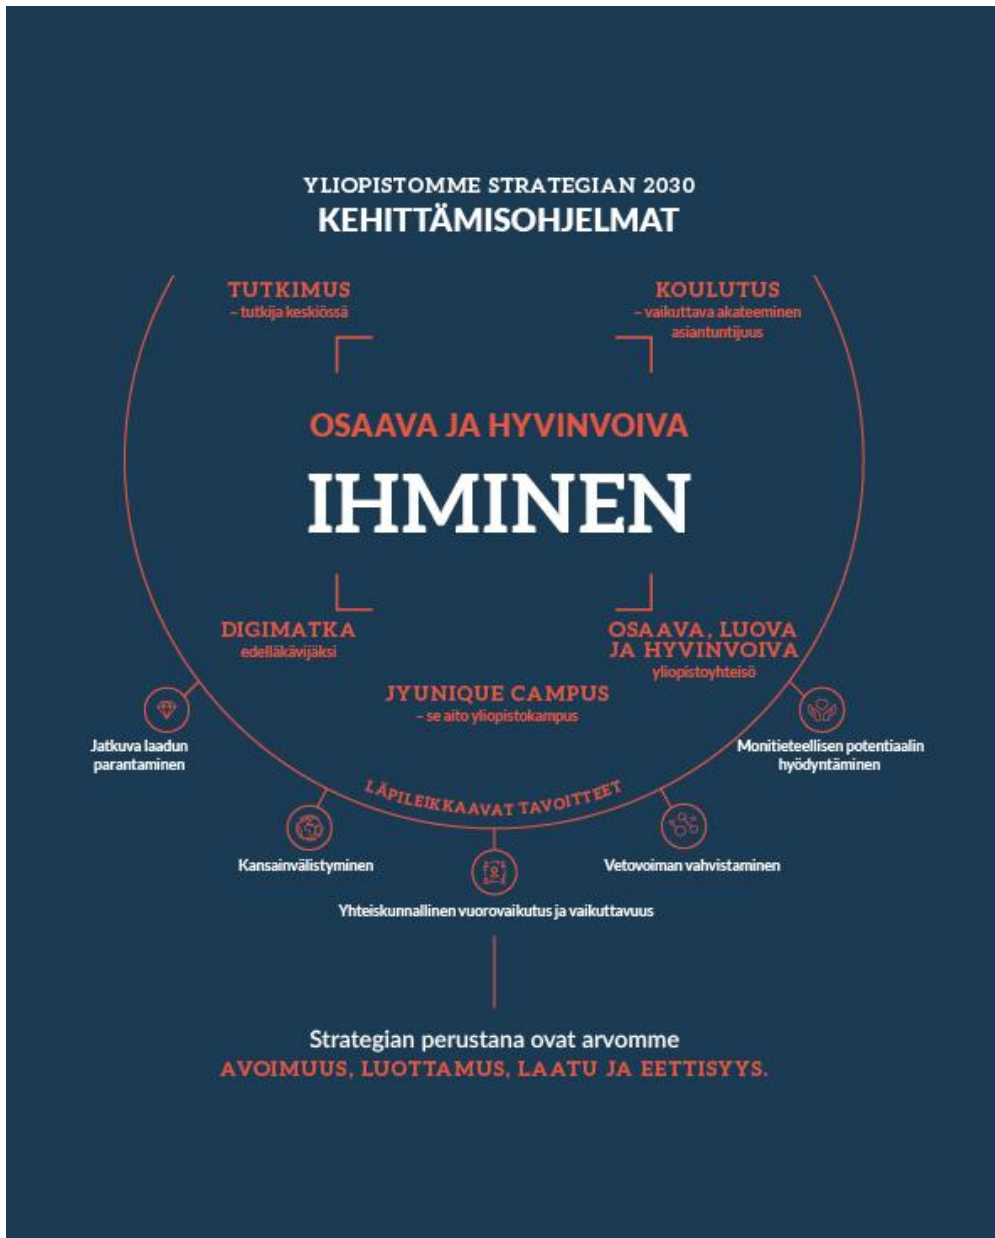 YLIOPISTOMME STRATEGIAN 2030
KEHITTÄMISOHJELMAT
TUTKIMUS
– tutkija keskiössä
KOULUTUS
– vaikuttava akateeminen
asiantuntijuus
OSAAVA JA HYVINVOIVA
IHMINEN
DIGIMATKA
edelläkävijäksi
OSAAVA, LUOVA
JA HYVINVOIVA
yliopistoyhteisö
JYUNIQUE CAMPUS
– se aito yliopistokampus
LÄPILEIKKAAVAT TAVOITTEET
Jatkuva laadun
parantaminen
Kansainvälistyminen
Yhteiskunnallinen vuorovaikutus ja vaikuttavuus
Vetovoiman vahvistaminen
Monitieteellisen potentiaalin
hyödyntäminen
Strategian perustana ovat arvomme
AVOIMUUS, LUOTTAMUS, LAATU JA EETTISYYS.